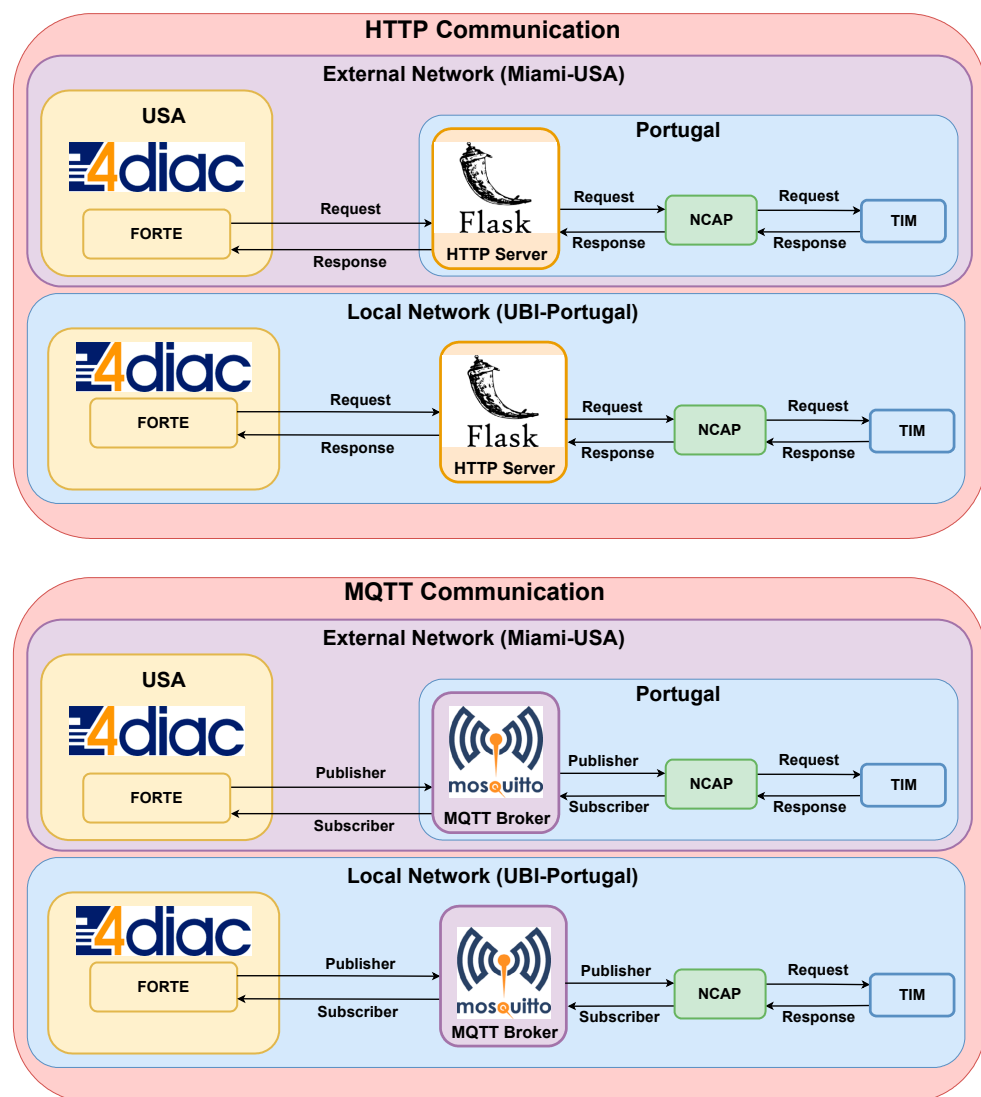 HTTP Communication
External Network (Miami-USA)
USA
4diac
FORTE
Request
Response
Portugal
Flask
HTTP Server
Request
Response
NCAP
Request
Response
TIM
Local Network (UBI-Portugal)
4diac
FORTE
Request
Response
Flask
HTTP Server
Request
Response
NCAP
Request
Response
TIM
MQTT Communication
External Network (Miami-USA)
USA
4diac
FORTE
Publisher
Subscriber
Portugal
mosquitto
MQTT Broker
Publisher
Subscriber
NCAP
Request
Response
TIM
Local Network (UBI-Portugal)
4diac
FORTE
Publisher
Subscriber
mosquitto
MQTT Broker
Publisher
Subscriber
NCAP
Request
Response
TIM